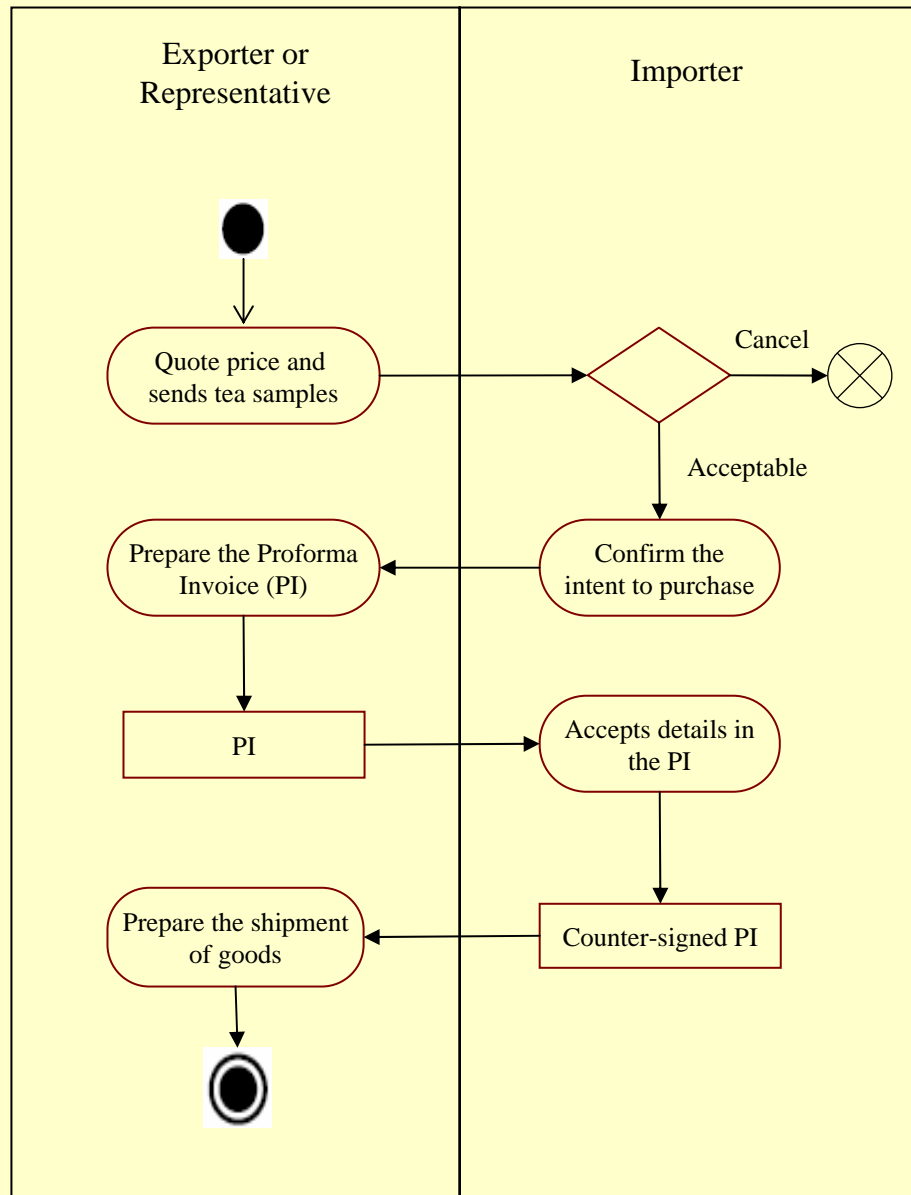 Exporter or
Representative
Importer
Quote price and
sends tea samples
Cancel
Acceptable
Prepare the Proforma
Invoice (PI)
Confirm the
intent to purchase
PI
Accepts details in
the PI
Prepare the shipment
of goods
Counter-signed PI